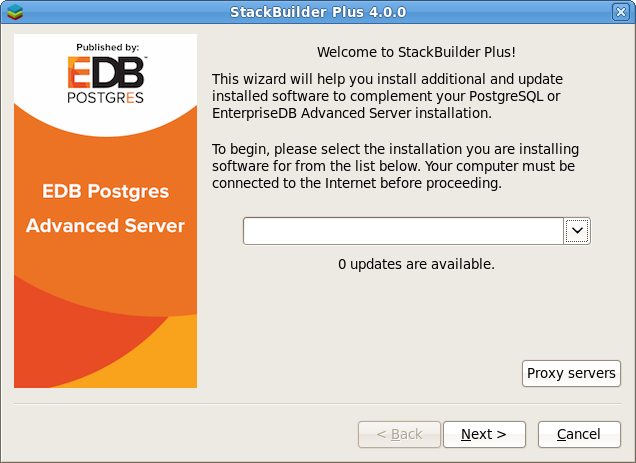 StackBuilder Plus 4.0.0
Published by:
EDB™
POSTGRES
EDB Postgres
Advanced Server
Welcome to StackBuilder Plus!
This wizard will help you install additional and update
installed software to complement your PostgreSQL or
EnterpriseDB Advanced Server installation.
To begin, please select the installation you are installing
software for from the list below. Your computer must be
connected to the Internet before proceeding.
0 updates are available.
Proxy servers
< Back
Next >
Cancel